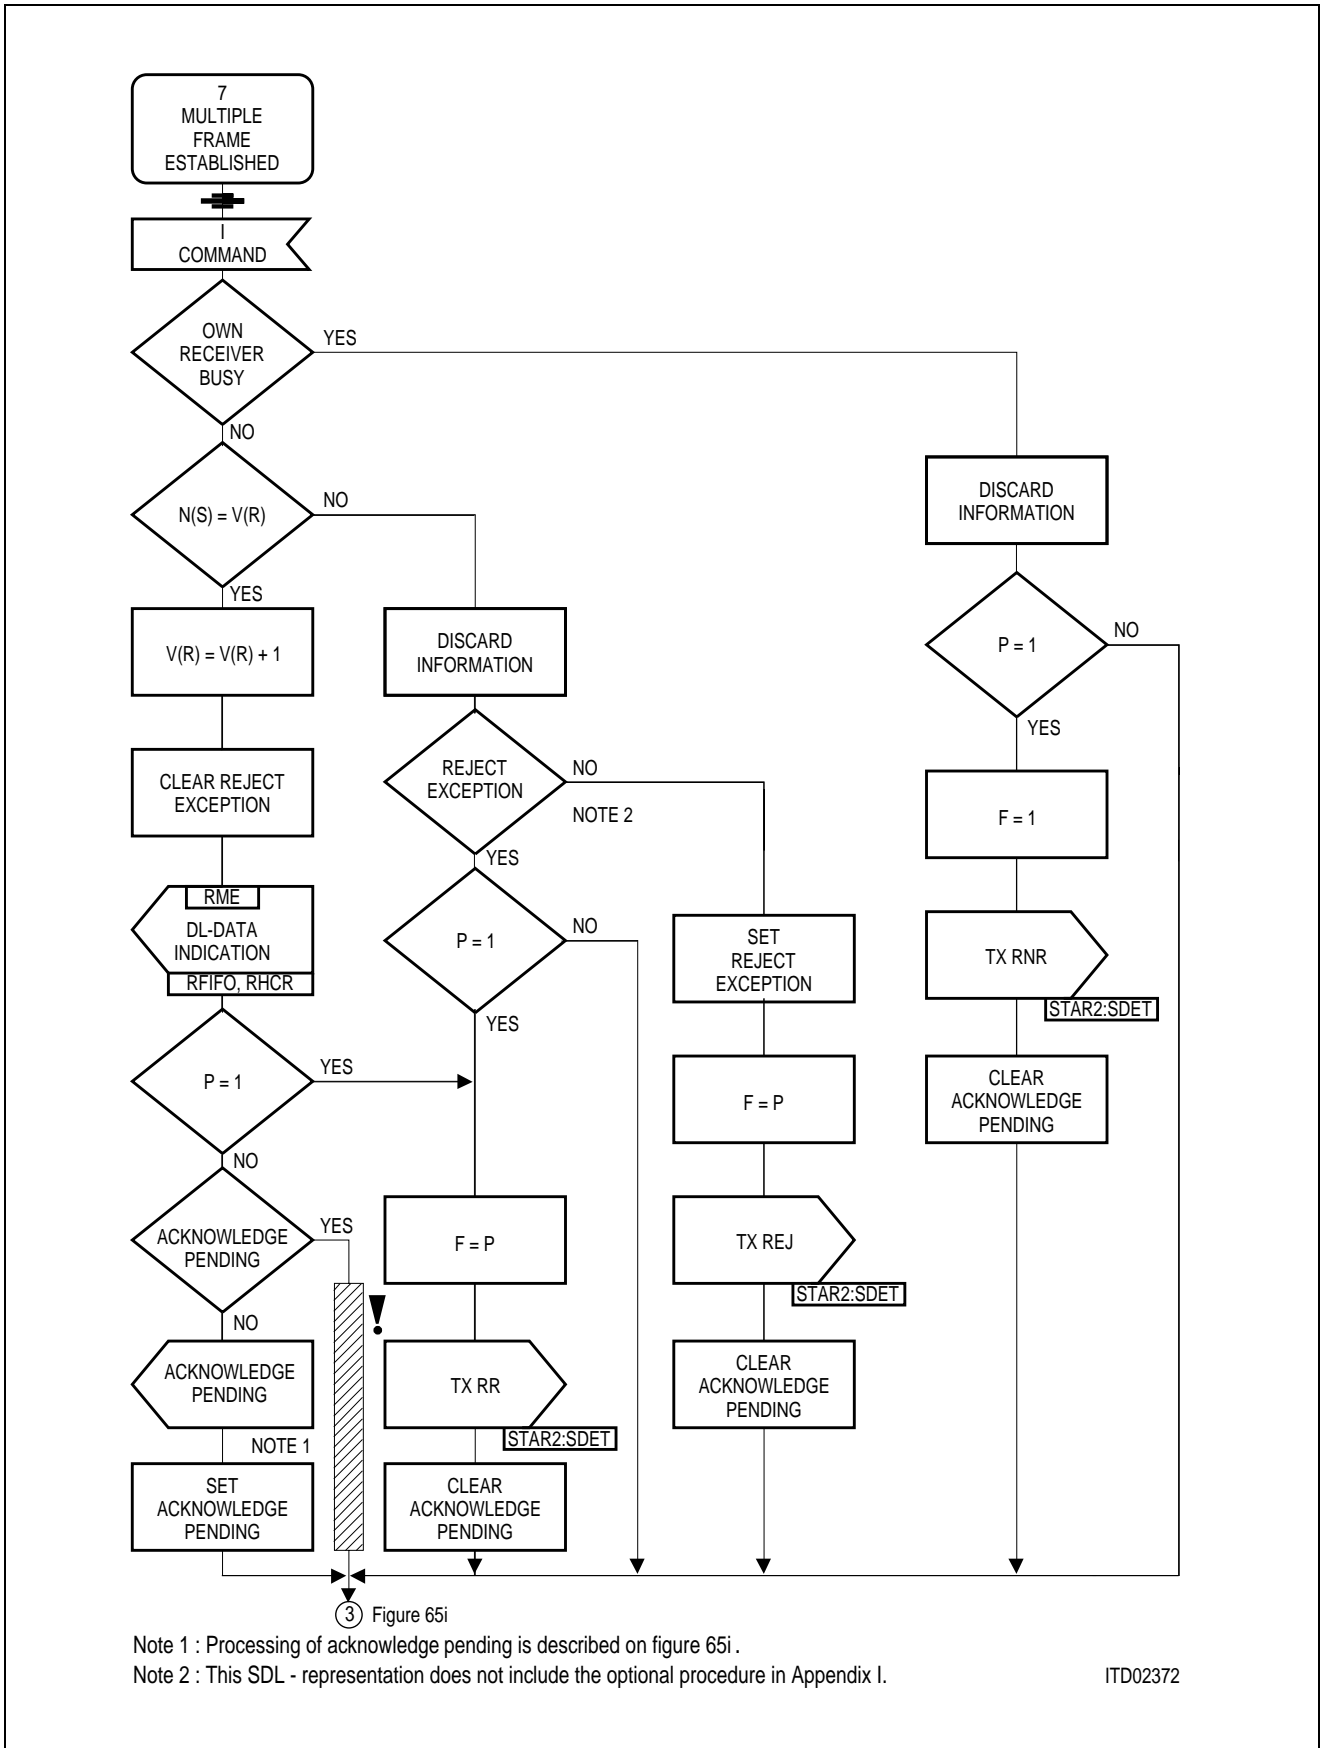 7
MULTIPLE
FRAME
ESTABLISHED
I
COMMAND
OWN
RECEIVER
BUSY
YES
NO
N(S) = V(R)
NO
YES
V(R) = V(R) + 1
CLEAR REJECT
EXCEPTION
RME
DL-DATA
INDICATION
RFIFO, RHCR
P = 1
YES
NO
ACKNOWLEDGE
PENDING
YES
NO
ACKNOWLEDGE
PENDING
NOTE 1
SET
ACKNOWLEDGE
PENDING
!
DISCARD
INFORMATION
REJECT
EXCEPTION
NO
NOTE 2
YES
P = 1
NO
YES
F = P
TX RR
STAR2:SDET
CLEAR
ACKNOWLEDGE
PENDING
SET
REJECT
EXCEPTION
F = P
TX REJ
STAR2:SDET
CLEAR
ACKNOWLEDGE
PENDING
DISCARD
INFORMATION
P = 1
NO
YES
F = 1
TX RNR
STAR2:SDET
CLEAR
ACKNOWLEDGE
PENDING
3 Figure 65i
Note 1 : Processing of acknowledge pending is described on figure 65i .
Note 2 : This SDL - representation does not include the optional procedure in Appendix I.
ITD02372